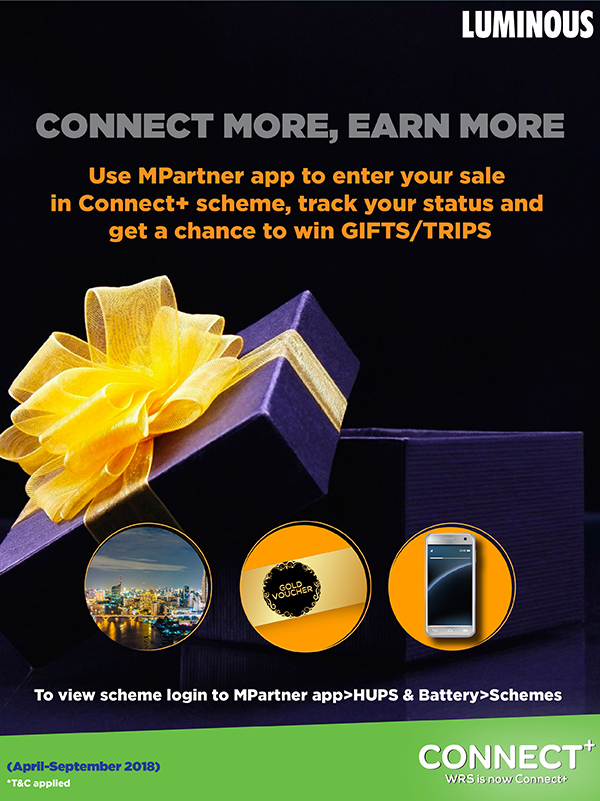 LUMINOUS
CONNECT MORE, EARN MORE
Use MPartner app to enter your sale
in Connect+ scheme, track your status and
get a chance to win GIFTS/TRIPS
GOLD
VOUCHER
To view scheme login to MPartner app>HUPS & Battery>Schemes
(April-September 2018)
*T&C applied
CONNECT+
WRS is now Connect+